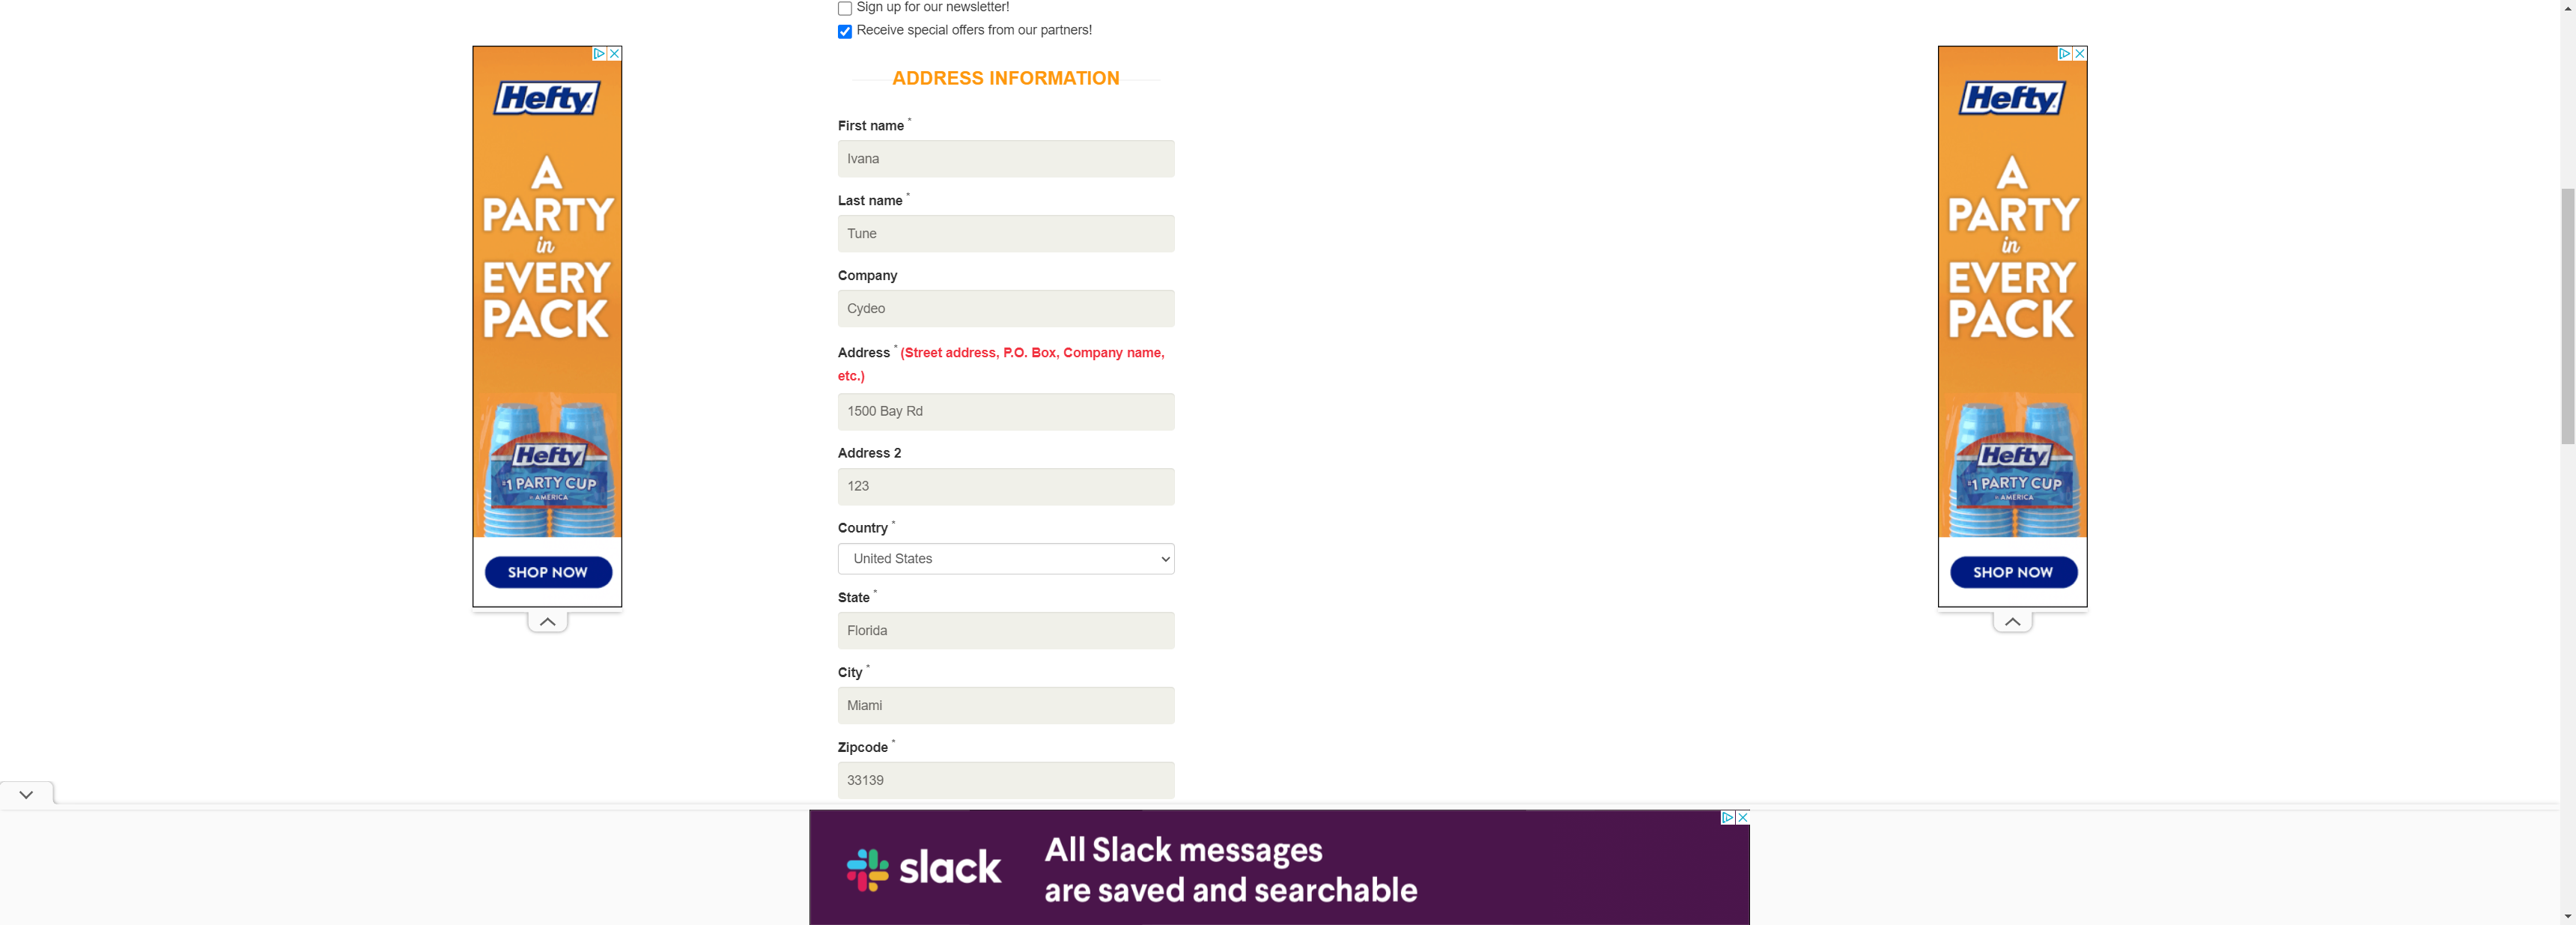 Sign up for our newsletter!
Receive special offers from our partners!
ADDRESS INFORMATION
First name *
Ivana
Last name *
Tune
Company
Cydeo
Address * (Street address, P.O. Box, Company name,
etc.)
1500 Bay Rd
Address 2
123
Country *
United States
State *
Florida
City *
Miami
Zipcode *
33139
Hefty
A
PARTY
in
EVERY
PACK
Hefty
#1 PARTY CUP
IN AMERICA
SHOP NOW
Hefty
A
PARTY
in
EVERY
PACK
Hefty
#1 PARTY CUP
IN AMERICA
SHOP NOW
slack
All Slack messages
are saved and searchable